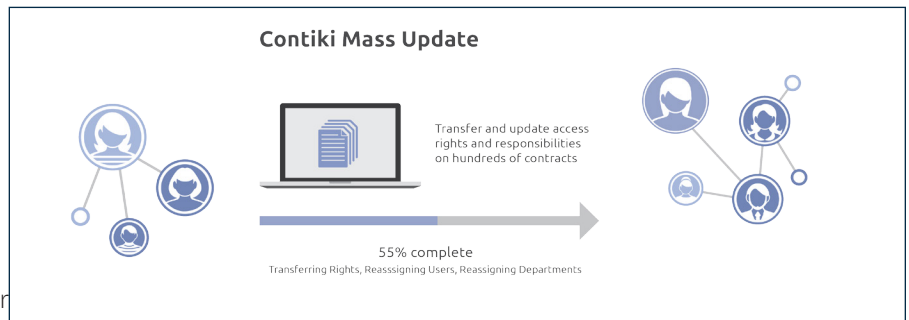 Contiki Mass Update
Transfer and update access
rights and responsibilities
on hundreds of contracts
55% complete
Transferring Rights, Reasssigning Users, Reassigning Departments
r